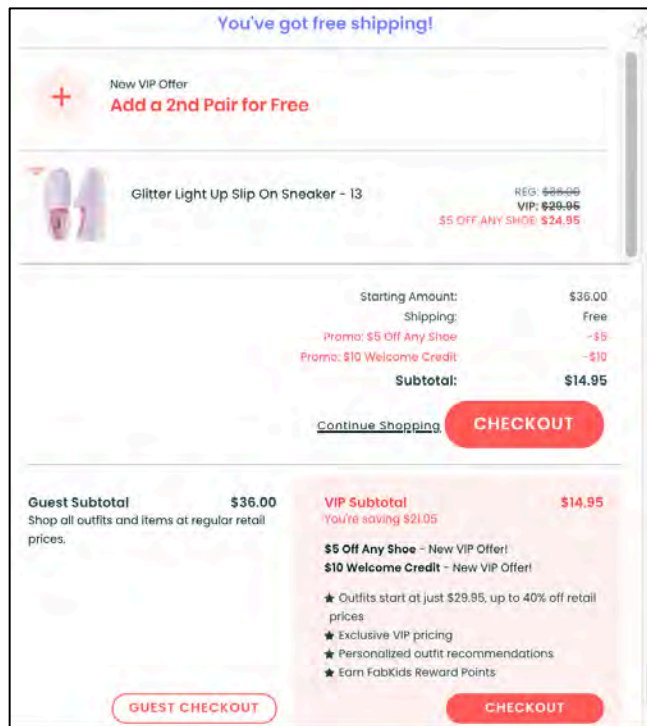 You've got free shipping!
New VIP Offer
Add a 2nd Pair for Free
Glitter Light Up Slip On Sneaker - 13
REG: $36.00
VIP: $29.95
$5 OFF ANY SHOE: $24.95
Starting Amount: $36.00
Shipping: Free
Promo: $5 Off Any Shoe -$5
Promo: $10 Welcome Credit -$10
Subtotal: $14.95
Continue Shopping CHECKOUT
Guest Subtotal $36.00
Shop all outfits and items at regular retail
prices.
GUEST CHECKOUT
VIP Subtotal $14.95
You're saving $21.05
$5 Off Any Shoe - New VIP Offer!
$10 Welcome Credit - New VIP Offer!
★ Outfits start at just $29.95, up to 40% off retail
prices
★ Exclusive VIP pricing
★ Personalized outfit recommendations
★ Earn FabKids Reward Points
CHECKOUT